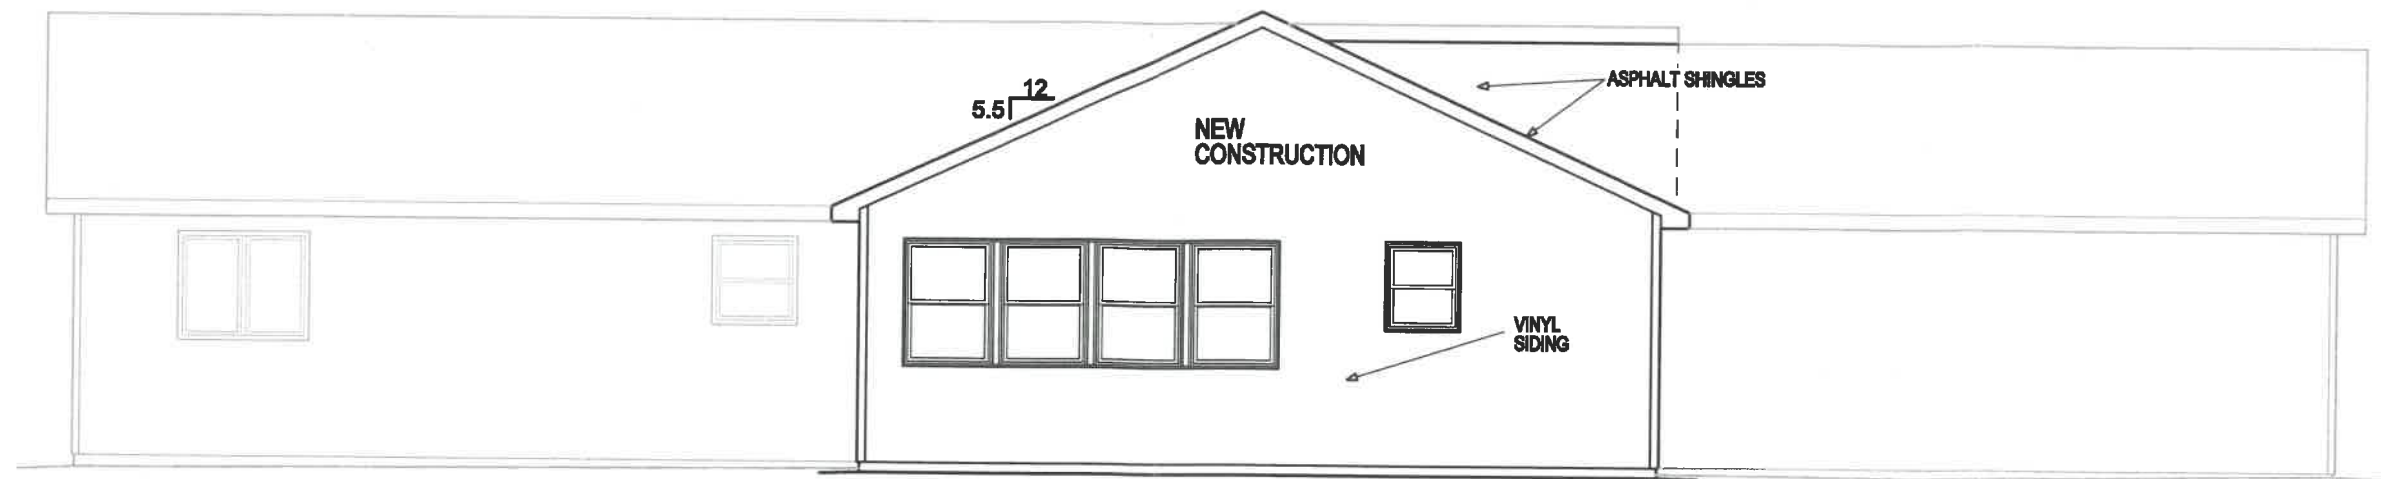 12
5.5
ASPHALT SHINGLES
NEW
CONSTRUCTION
VINYL
SIDING